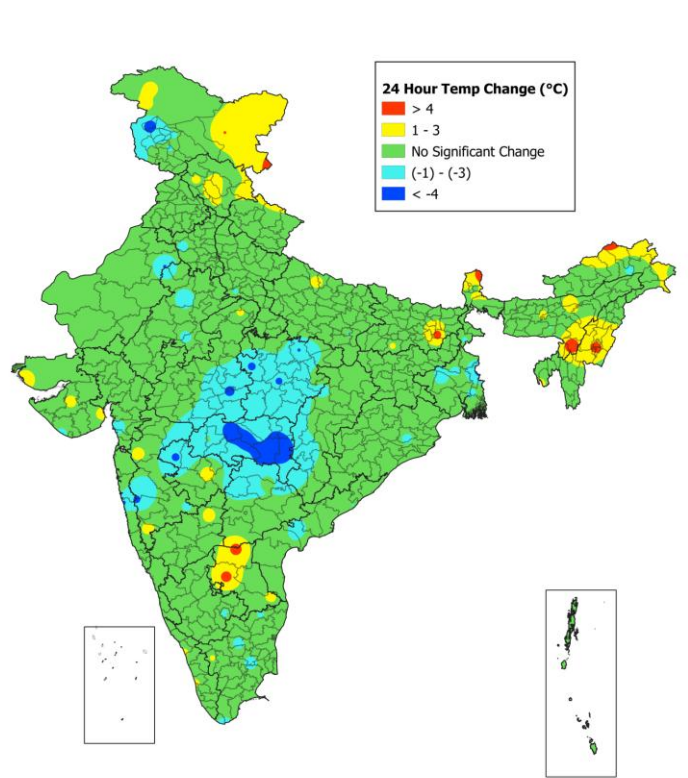 24 Hour Temp Change (°C)
> 4
1 - 3
No Significant Change
(-1) - (-3)
< -4